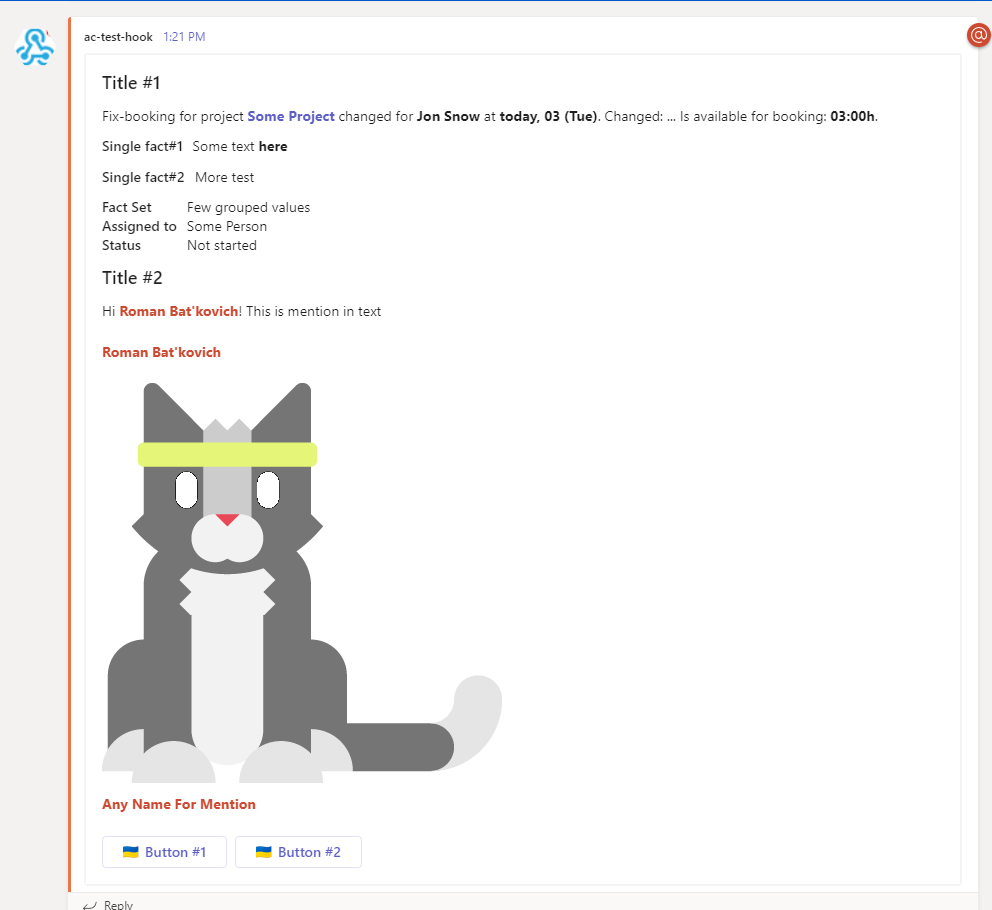 ac-test-hook 1:21 PM
@
Title #1
Fix-booking for project Some Project changed for Jon Snow at today, 03 (Tue). Changed: ... Is available for booking: 03:00h.
Single fact#1 Some text here
Single fact#2 More test
Fact Set Few grouped values
Assigned to Some Person
Status Not started
Title #2
Hi Roman Bat'kovich! This is mention in text
Roman Bat'kovich
Any Name For Mention
Button #1 Button #2
Reply